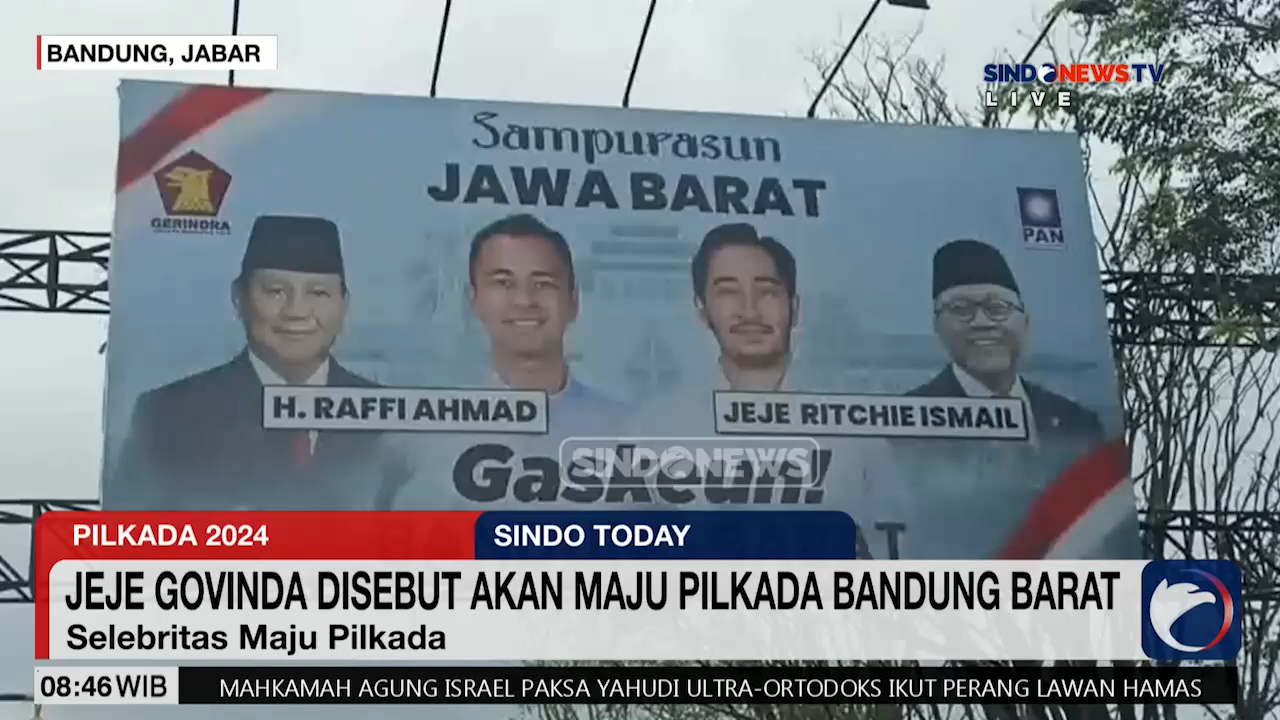 BANDUNG, JABAR
SINDONEWS TV
LIVE
Sampurasun
JAWA BARAT
GERINDRA
PAN
H. RAFFI AHMAD
JEJE RITCHIE ISMAIL
Gaskeun!
SINDONEWS
PILKADA 2024
SINDO TODAY
JEJE GOVINDA DISEBUT AKAN MAJU PILKADA BANDUNG BARAT
Selebritas Maju Pilkada
08:46 WIB
MAHKAMAH AGUNG ISRAEL PAKSA YAHUDI ULTRA-ORTODOKS IKUT PERANG LAWAN HAMAS